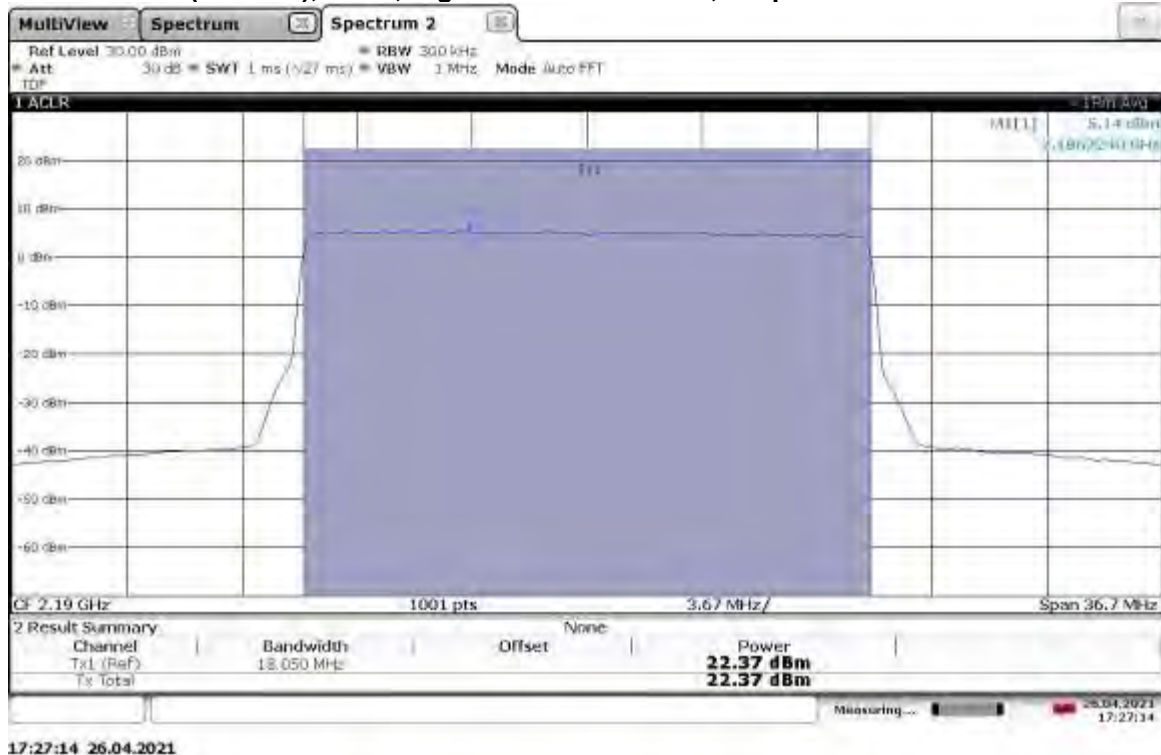 MultiView Spectrum Spectrum 2
Ref Level 30.00 dBm RBW 300 kHz
Att 30 dB SWT 1 ms (~27 ms) VBW 1 MHz Mode Auto FFT
TDF
1 ACLR 1Rm Avg
M1[1] 5.14 dBm
GHz
20 dBm
10 dBm
0 dBm
-10 dBm
-20 dBm
-30 dBm
-40 dBm
-50 dBm
-60 dBm
CF 2.19 GHz 1001 pts 3.67 MHz/ Span 36.7 MHz
2 Result Summary None
Channel Bandwidth Offset Power
Tx1 (Ref) 18.050 MHz 22.37 dBm
Tx Total 22.37 dBm
Measuring... 26.04.2021
17:27:14
17:27:14 26.04.2021